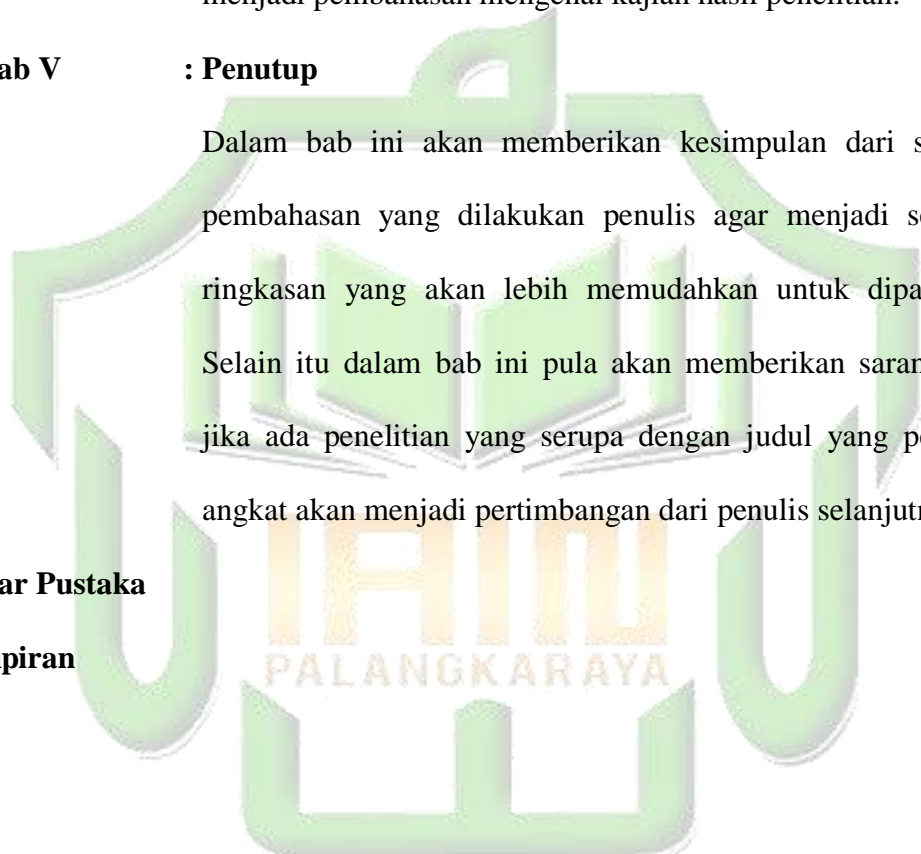 menjadi pembahasan mengenai kajian hasil penelitian.
ab V : Penutup
Dalam bab ini akan memberikan kesimpulan dari s
pembahasan yang dilakukan penulis agar menjadi s
ringkasan yang akan lebih memudahkan untuk dipa
Selain itu dalam bab ini pula akan memberikan saran
jika ada penelitian yang serupa dengan judul yang p
angkat akan menjadi pertimbangan dari penulis selanjut
ar Pustaka
piran
IAIN
PALANGKARAYA